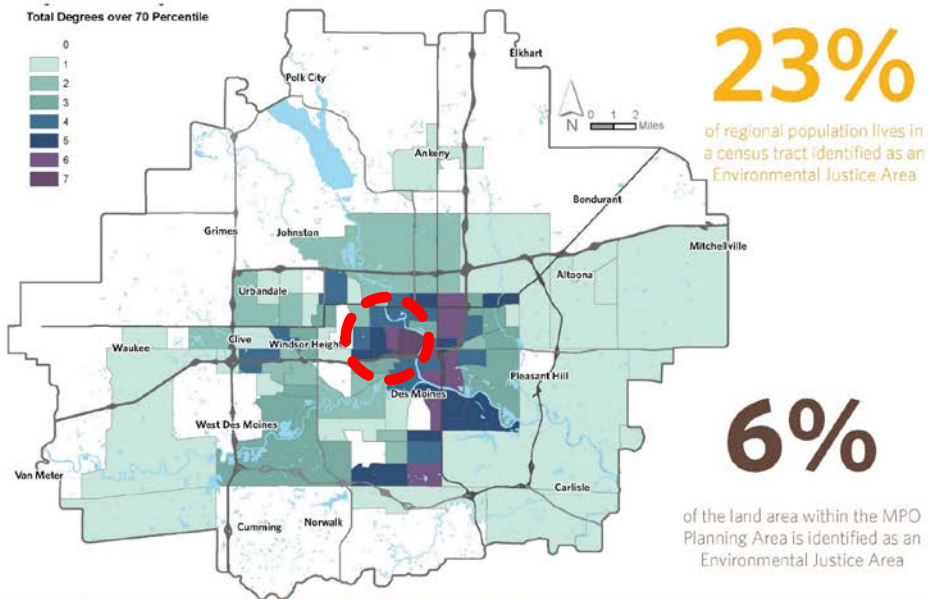 Total Degrees over 70 Percentile
0
1
2
3
4
5
6
7
Elkhart
Polk City
N
0 1 2
Miles
Ankeny
Bondurant
Grimes
Johnston
Mitchellville
Altoona
Urbandale
Waukee
Clive
Windsor Height
Pleasant Hill
Des Moines
West Des Moines
Van Meter
Carlisle
Cumming
Norwalk
23%
of regional population lives in
a census tract identified as an
Environmental Justice Area
6%
of the land area within the MPO
Planning Area is identified as an
Environmental Justice Area